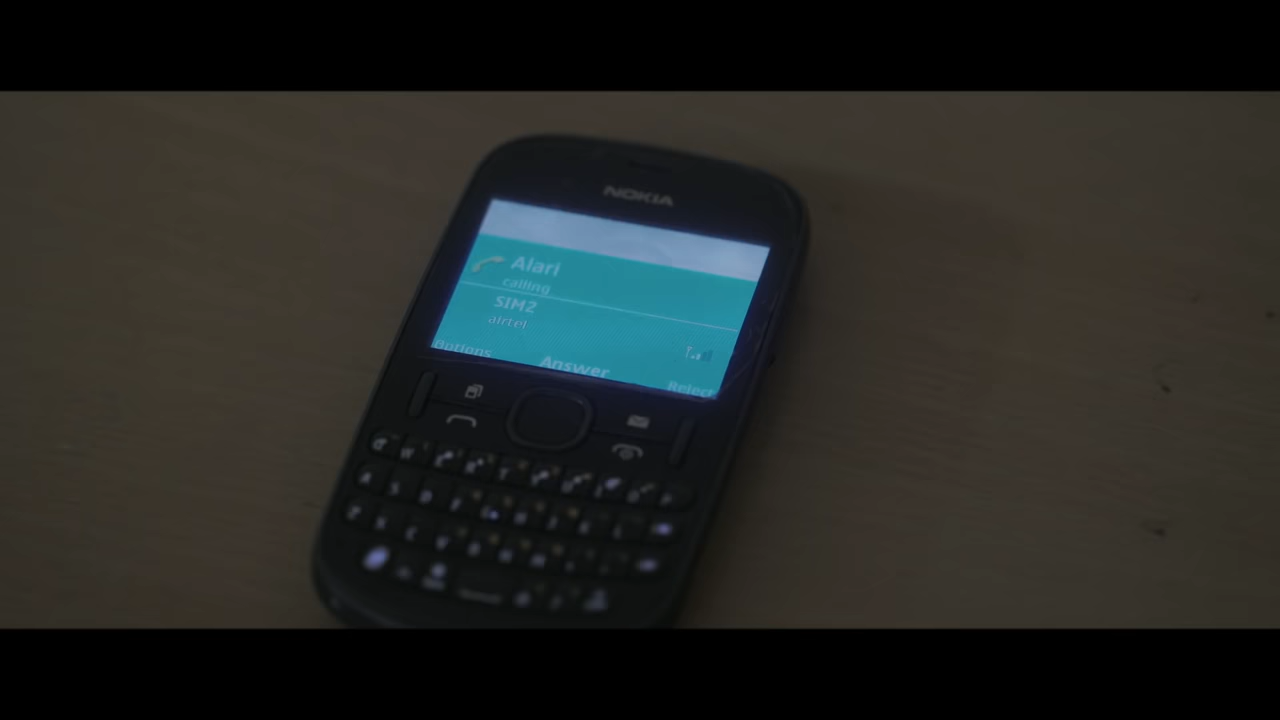 NOKIA
Alari
calling
SIM2
airtel
Options Answer Reject